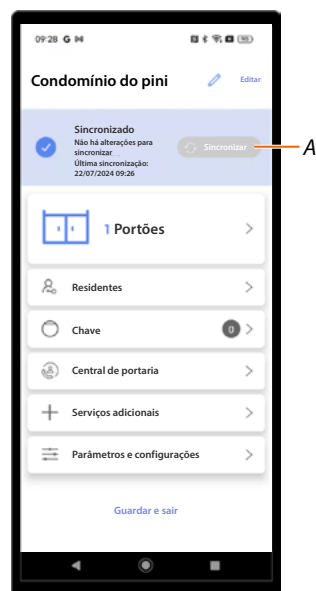 09:28 G
Condomínio do pini
Editar
Sincronizado
Não há alterações para
sincronizar
Última sincronização:
22/07/2024 09:26
Sincronizar
A
1 Portões
Residentes
Chave
0
Central de portaria
Serviços adicionais
Parâmetros e configurações
Guardar e sair